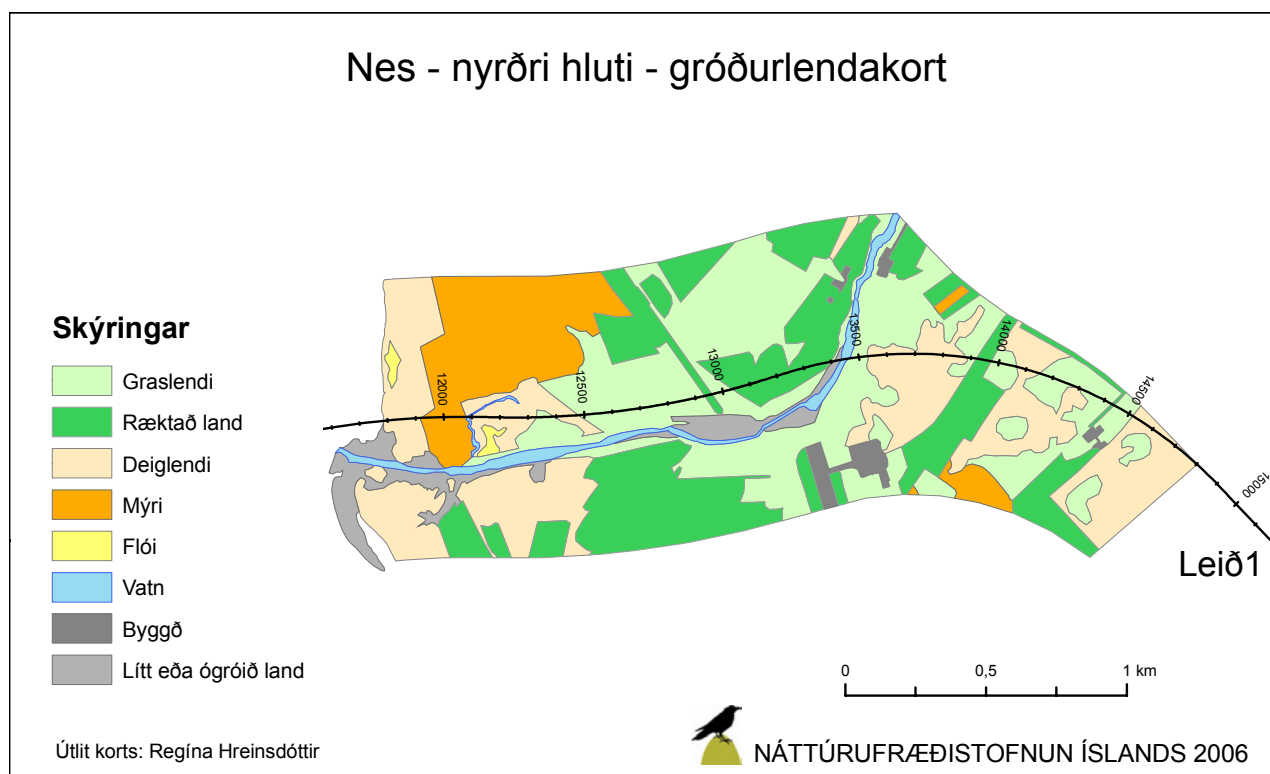 Nes - nyrðri hluti - gróðurlendakort
Skýringar
Graslendi
Ræktað land
Deiglendi
Mýri
Flói
Vatn
Byggð
Lítt eða ógróið land
12000
12500
13000
13500
14000
14500
15000
Leið1
0 0,5 1 km
Útlit korts: Regína Hreinsdóttir
NÁTTÚRUFRÆÐISTOFNUN ÍSLANDS 2006